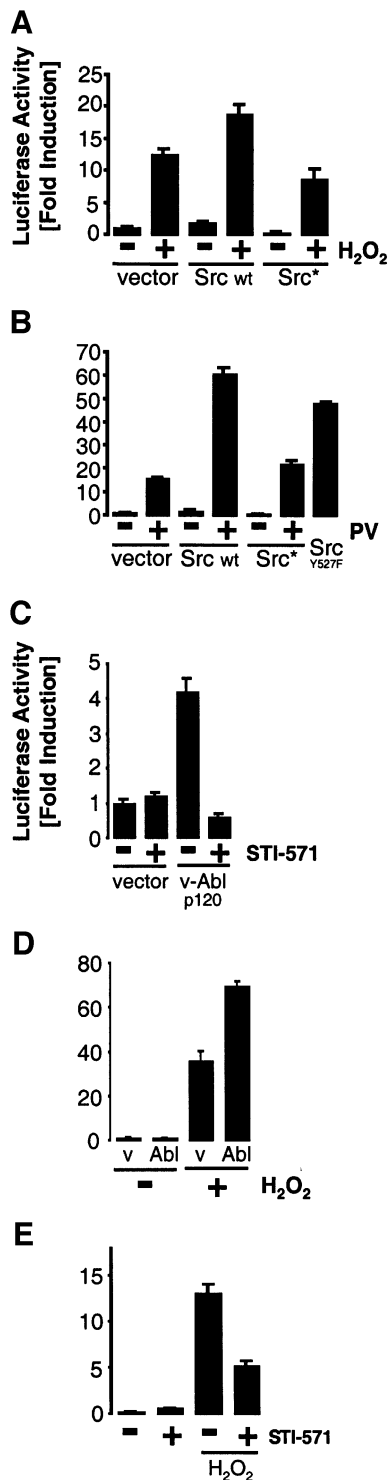 A
Luciferase Activity
[Fold Induction]
25
20
15
10
5
0
- + - + - + H2O2
vector Src wt Src*
B
70
60
50
40
30
20
10
0
- + - + - + PV
vector Src wt Src* Src
Y527F
C
Luciferase Activity
[Fold Induction]
5
4
3
2
1
0
- + - + STI-571
vector v-Abl
p120
D
80
60
40
20
0
v Abl v Abl
- + H2O2
E
15
10
5
0
- + - + STI-571
H2O2